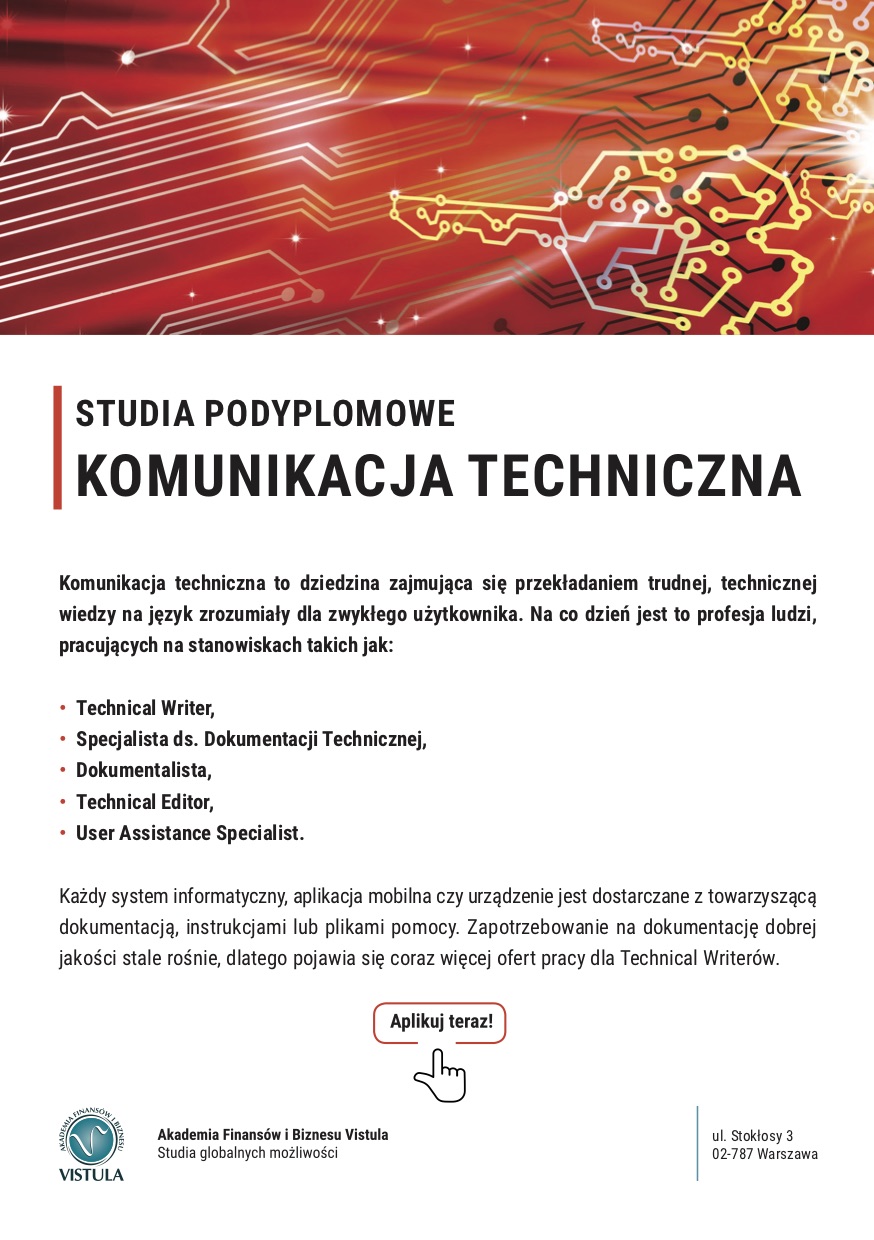 STUDIA PODYPLOMOWE
KOMUNIKACJA TECHNICZNA
Komunikacja techniczna to dziedzina zajmująca się przekładaniem trudnej, technicznej
wiedzy na język zrozumiały dla zwykłego użytkownika. Na co dzień jest to profesja ludzi,
pracujących na stanowiskach takich jak:
• Technical Writer,
• Specjalista ds. Dokumentacji Technicznej,
• Dokumentalista,
• Technical Editor,
• User Assistance Specialist.
Każdy system informatyczny, aplikacja mobilna czy urządzenie jest dostarczane z towarzyszącą
dokumentacją, instrukcjami lub plikami pomocy. Zapotrzebowanie na dokumentację dobrej
jakości stale rośnie, dlatego pojawia się coraz więcej ofert pracy dla Technical Writerów.
Aplikuj teraz!
AKADEMIA FINANSÓW I BIZNESU
VISTULA
Akademia Finansów i Biznesu Vistula
Studia globalnych możliwości
ul. Stokłosy 3
02-787 Warszawa